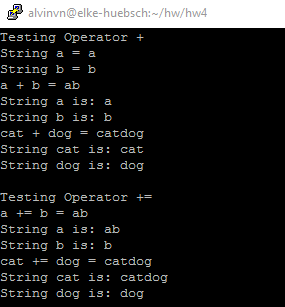 alvinvn@elke-huebsch:~/hw/hw4
Testing Operator +
String a = a
String b = b
a + b = ab
String a is: a
String b is: b
cat + dog = catdog
String cat is: cat
String dog is: dog
Testing Operator +=
a += b = ab
String a is: ab
String b is: b
cat += dog = catdog
String cat is: catdog
String dog is: dog